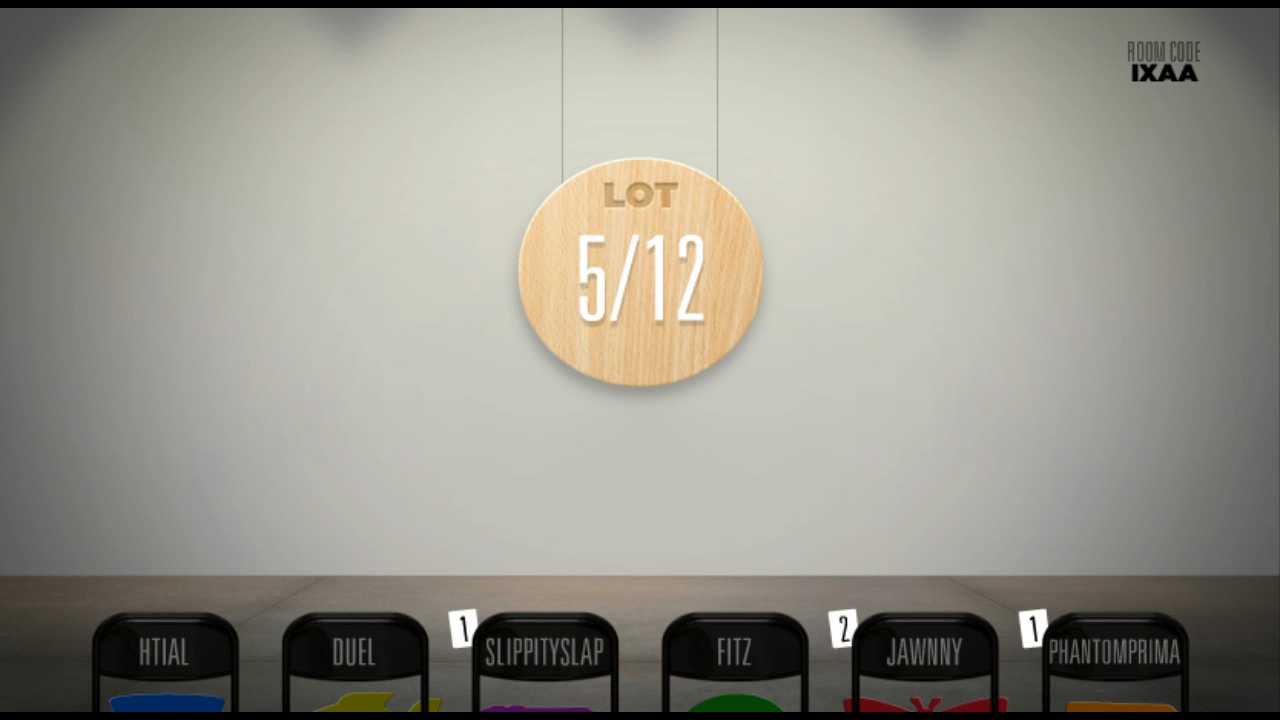 ROOM CODE
IXAA
LOT
5/12
1
2
1
HTIAL
DUEL
SLIPPITYSLAP
FITZ
JAWNNY
PHANTOMPRIMA